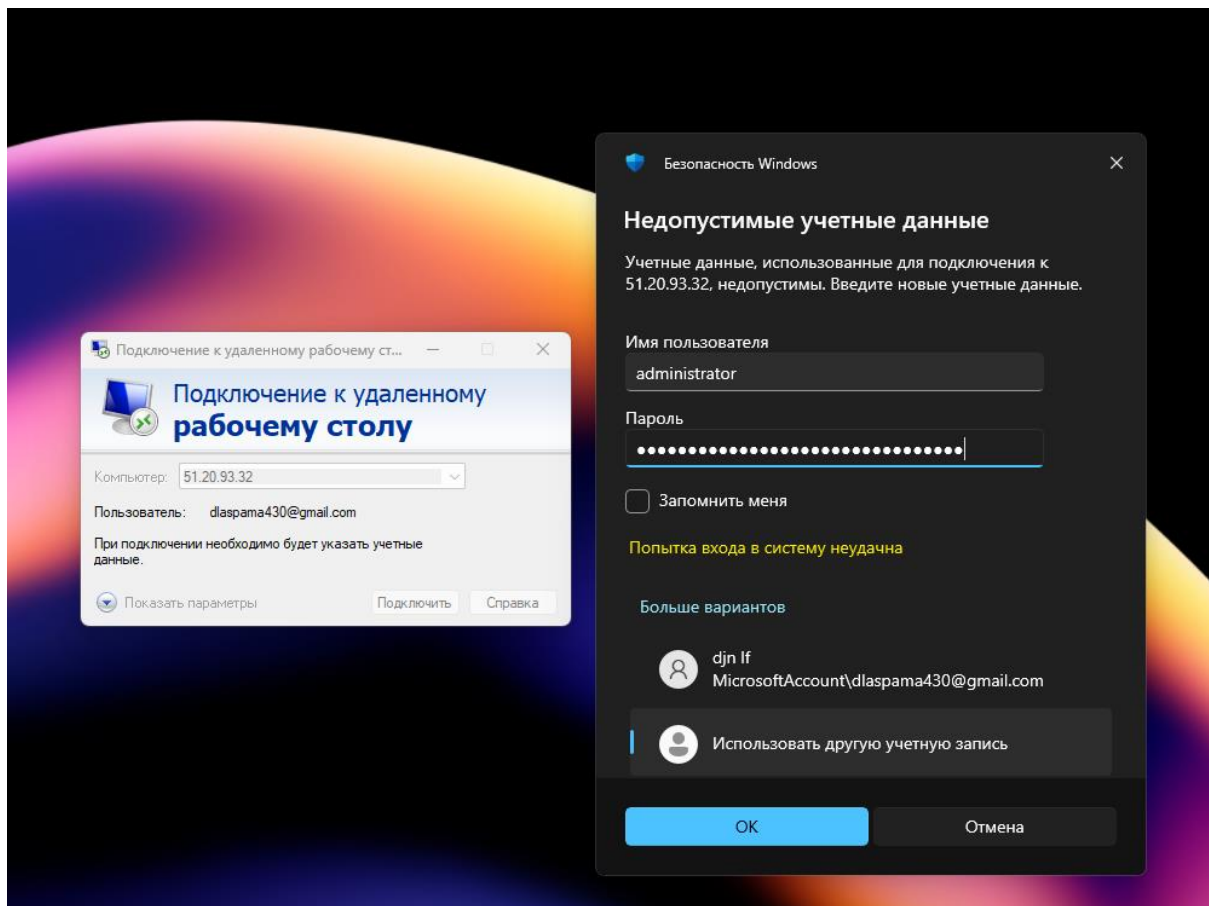 Подключение к удаленному рабочему ст...
Подключение к удаленному
рабочему столу
Компьютер: 51.20.93.32
Пользователь: dlaspama430@gmail.com
При подключении необходимо будет указать учетные
данные.
Показать параметры
Подключить
Справка
Безопасность Windows
Недопустимые учетные данные
Учетные данные, использованные для подключения к
51.20.93.32, недопустимы. Введите новые учетные данные.
Имя пользователя
administrator
Пароль
Запомнить меня
Попытка входа в систему неудачна
Больше вариантов
djn lf
MicrosoftAccount\dlaspama430@gmail.com
Использовать другую учетную запись
ОК
Отмена